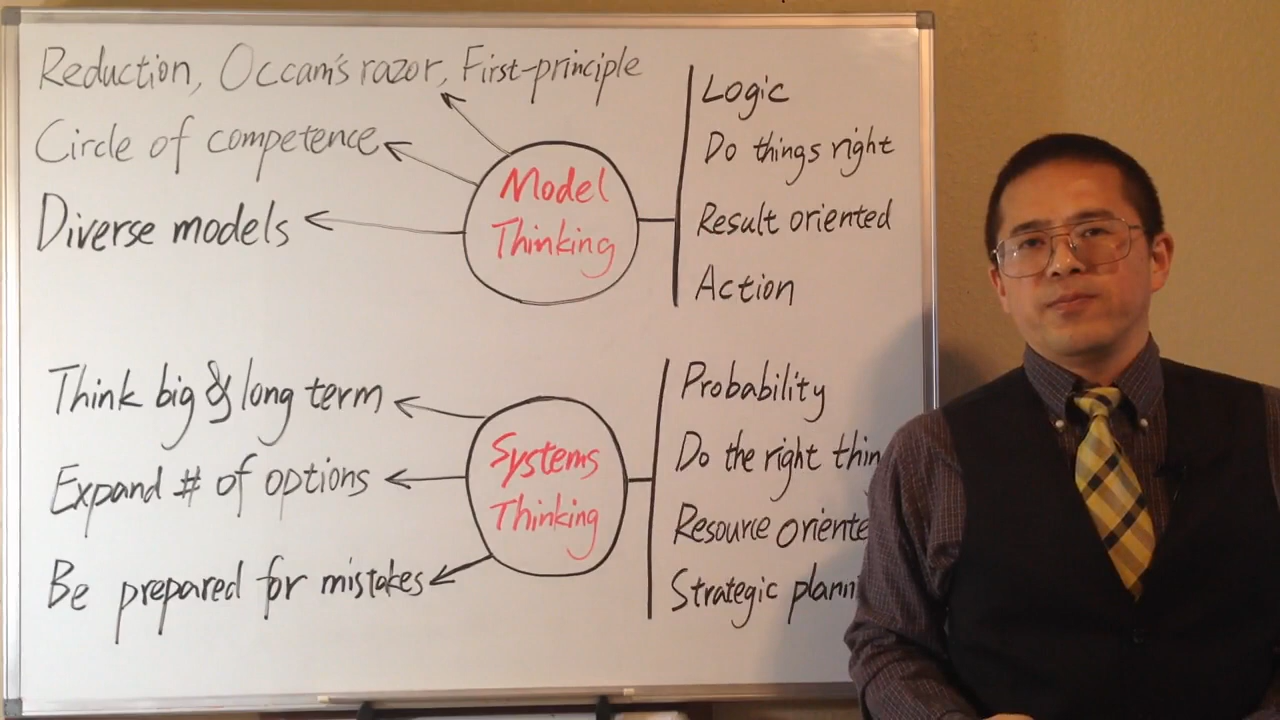 Reduction, Occam's razor, First-principle
Circle of competence
Diverse models
Model
Thinking
Logic
Do things right
Result oriented
Action
Think big & long term
Expand # of options
Be prepared for mistakes
Systems
Thinking
Probability
Do the right thin
Resource oriente
Strategic planni